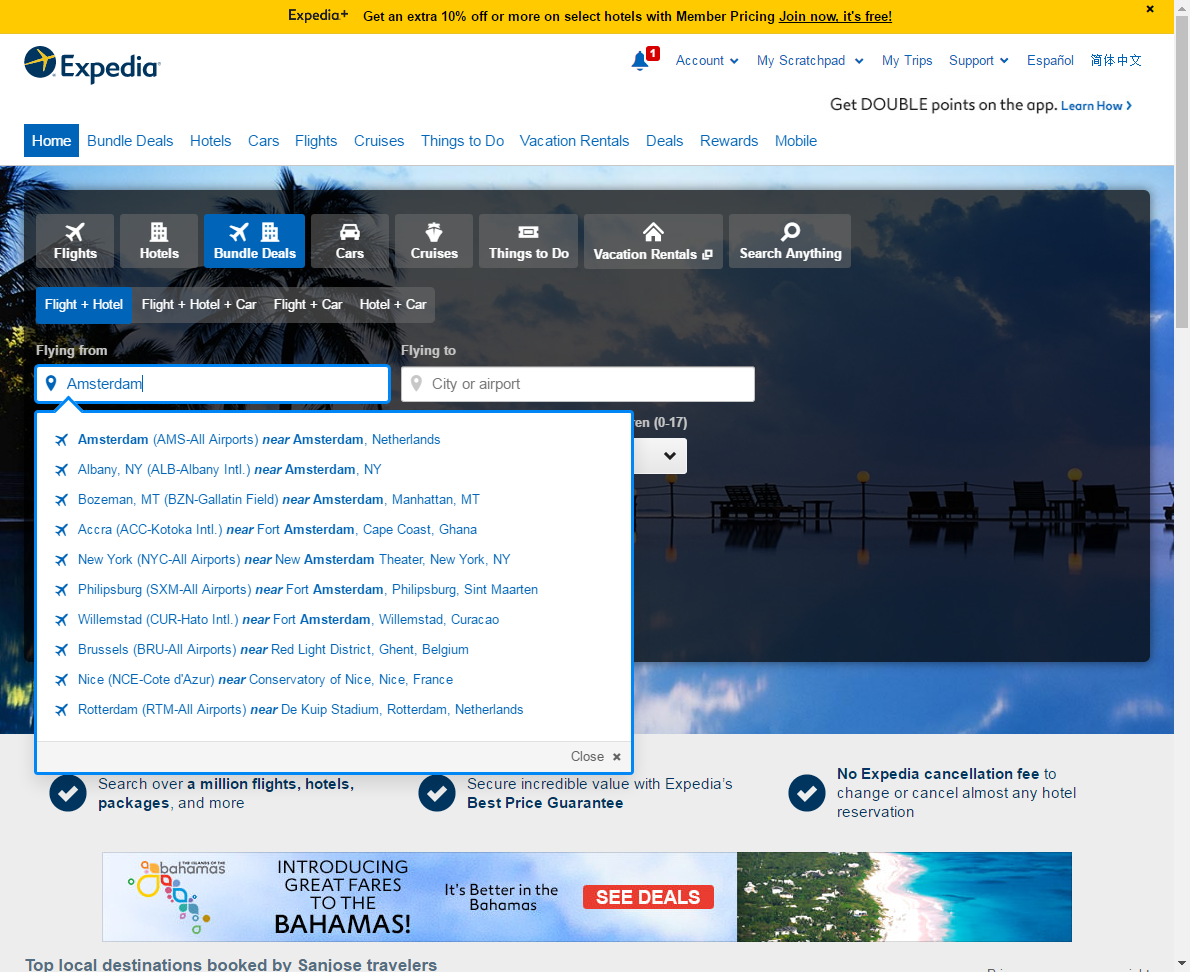 Expedia+ Get an extra 10% off or more on select hotels with Member Pricing Join now, it's free!
Expedia
1
Account My Scratchpad My Trips Support Español 简体中文
Get DOUBLE points on the app. Learn How
Home Bundle Deals Hotels Cars Flights Cruises Things to Do Vacation Rentals Deals Rewards Mobile
Flights Hotels Bundle Deals Cars Cruises Things to Do Vacation Rentals Search Anything
Flight + Hotel Flight + Hotel + Car Flight + Car Hotel + Car
Flying from Flying to
Amsterdam City or airport
(0-17)
Amsterdam (AMS-All Airports) near Amsterdam, Netherlands
Albany, NY (ALB-Albany Intl.) near Amsterdam, NY
Bozeman, MT (BZN-Gallatin Field) near Amsterdam, Manhattan, MT
Accra (ACC-Kotoka Intl.) near Fort Amsterdam, Cape Coast, Ghana
New York (NYC-All Airports) near New Amsterdam Theater, New York, NY
Philipsburg (SXM-All Airports) near Fort Amsterdam, Philipsburg, Sint Maarten
Willemstad (CUR-Hato Intl.) near Fort Amsterdam, Willemstad, Curacao
Brussels (BRU-All Airports) near Red Light District, Ghent, Belgium
Nice (NCE-Cote d'Azur) near Conservatory of Nice, Nice, France
Rotterdam (RTM-All Airports) near De Kuip Stadium, Rotterdam, Netherlands
Close
Search over a million flights, hotels,
packages, and more
Secure incredible value with Expedia's
Best Price Guarantee
No Expedia cancellation fee to
change or cancel almost any hotel
reservation
THE ISLANDS OF THE
bahamas
INTRODUCING
GREAT FARES
TO THE
BAHAMAS!
It's Better in the
Bahamas
SEE DEALS
Top local destinations booked by Sanjose travelers